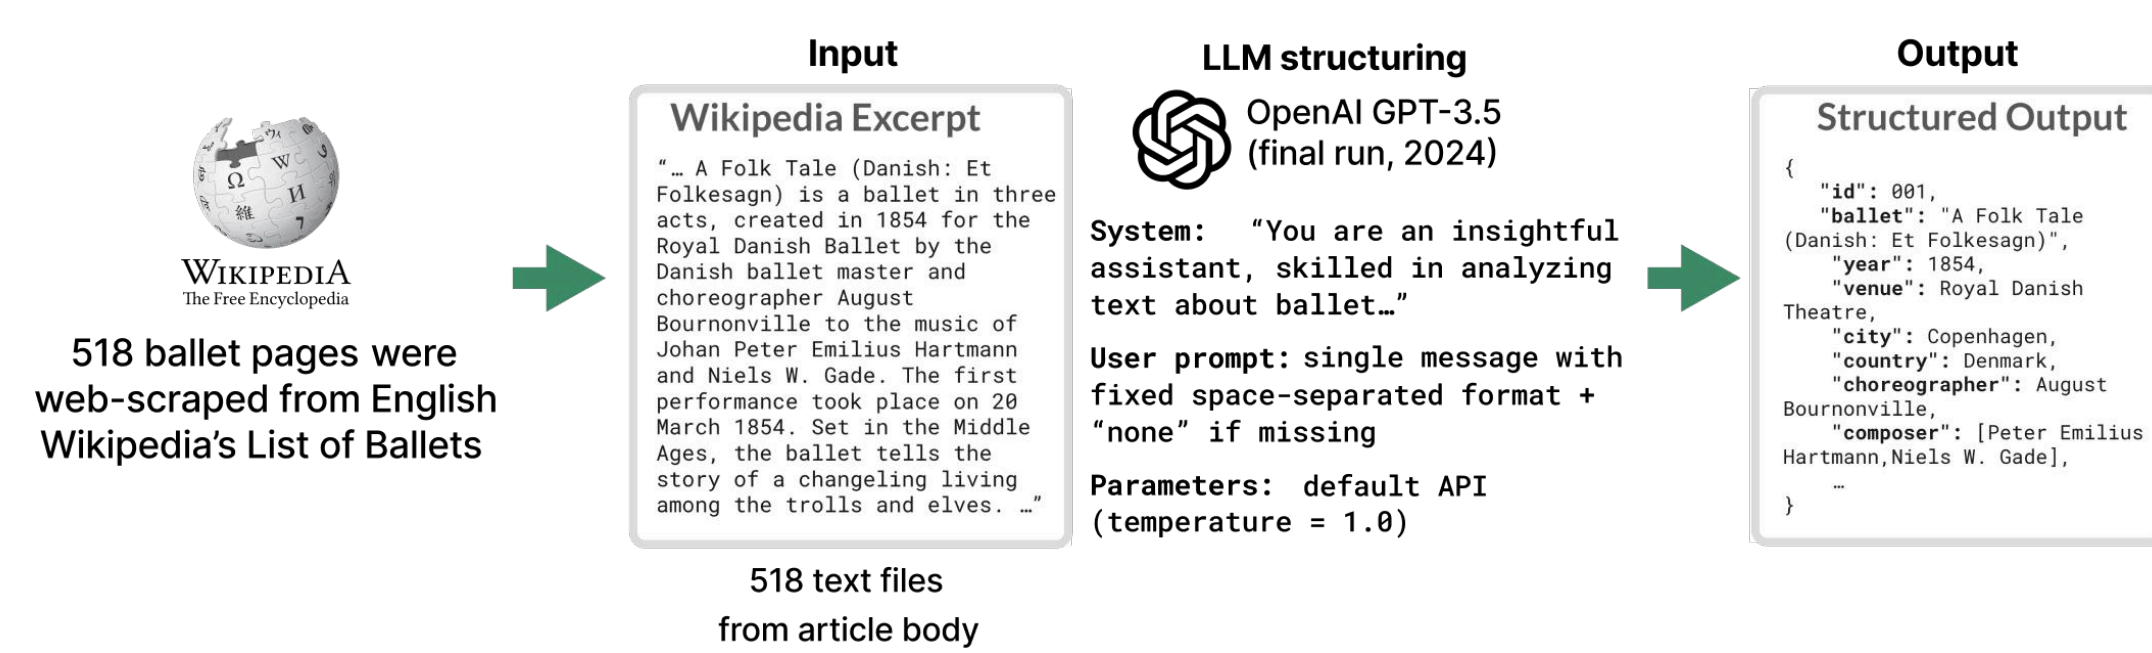 WIKIPEDIA
The Free Encyclopedia
518 ballet pages were
web-scraped from English
Wikipedia's List of Ballets
Input
Wikipedia Excerpt
“… A Folk Tale (Danish: Et
Folkesagn) is a ballet in three
acts, created in 1854 for the
Royal Danish Ballet by the
Danish ballet master and
choreographer August
Bournonville to the music of
Johan Peter Emilius Hartmann
and Niels W. Gade. The first
performance took place on 20
March 1854. Set in the Middle
Ages, the ballet tells the
story of a changeling living
among the trolls and elves. …”
518 text files
from article body
LLM structuring
OpenAI GPT-3.5
(final run, 2024)
System: “You are an insightful
assistant, skilled in analyzing
text about ballet…”
User prompt: single message with
fixed space-separated format +
“none” if missing
Parameters: default API
(temperature = 1.0)
Output
Structured Output
{
"id": 001,
"ballet": "A Folk Tale
(Danish: Et Folkesagn)",
"year": 1854,
"venue": Royal Danish
Theatre,
"city": Copenhagen,
"country": Denmark,
"choreographer": August
Bournonville,
"composer": [Peter Emilius
Hartmann,Niels W. Gade],
…
}